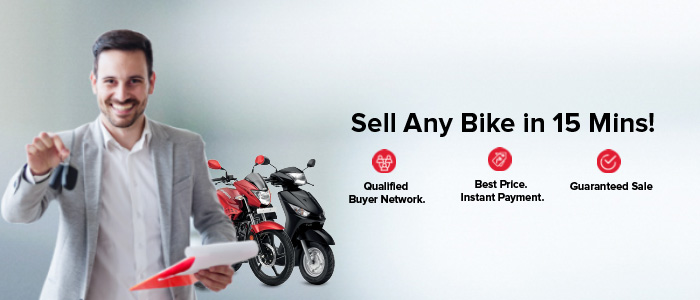 Sell Any Bike in 15 Mins!
Qualified
Buyer Network.
Best Price.
Instant Payment.
Guaranteed Sale